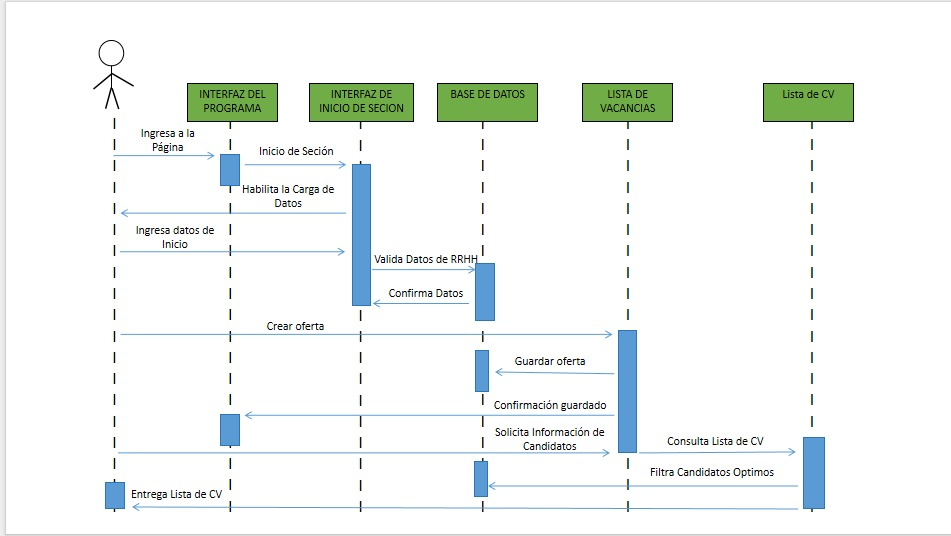 INTERFAZ DEL
PROGRAMA
INTERFAZ DE
INICIO DE SECION
BASE DE DATOS
LISTA DE
VACANCIAS
Lista de CV
Ingresa a la
Página
Inicio de Seción
Habilita la Carga de
Datos
Ingresa datos de
Inicio
Valida Datos de RRHH
Confirma Datos
Crear oferta
Guardar oferta
Confirmación guardado
Solicita Información de
Candidatos
Consulta Lista de CV
Filtra Candidatos Optimos
Entrega Lista de CV